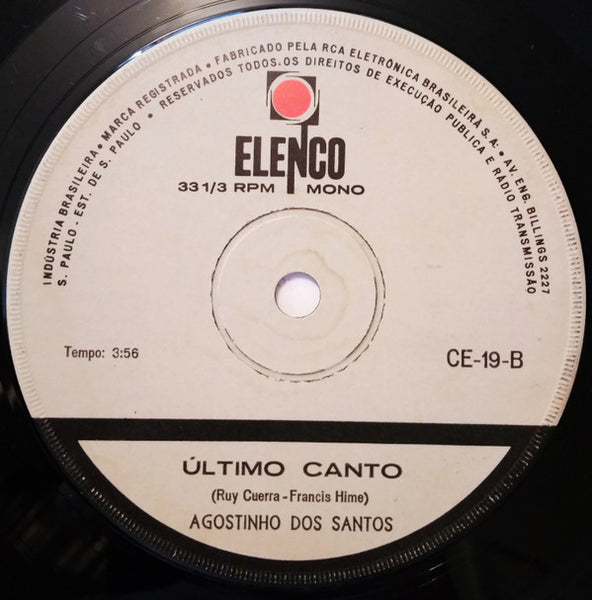 INDÚSTRIA BRASILEIRA • MARCA REGISTRADA • FABRICADO PELA RCA ELETRÔNICA BRASILEIRA S.A. • AV. ENG. BILLINGS 2227
S. PAULO - EST. DE S. PAULO • RESERVADOS TODOS OS DIREITOS DE EXECUÇÃO PUBLICA E RÁDIO TRANSMISSÃO
ELENCO
33 1/3 RPM MONO
Tempo: 3:56
CE-19-B
ÚLTIMO CANTO
(Ruy Cuerra - Francis Hime)
AGOSTINHO DOS SANTOS